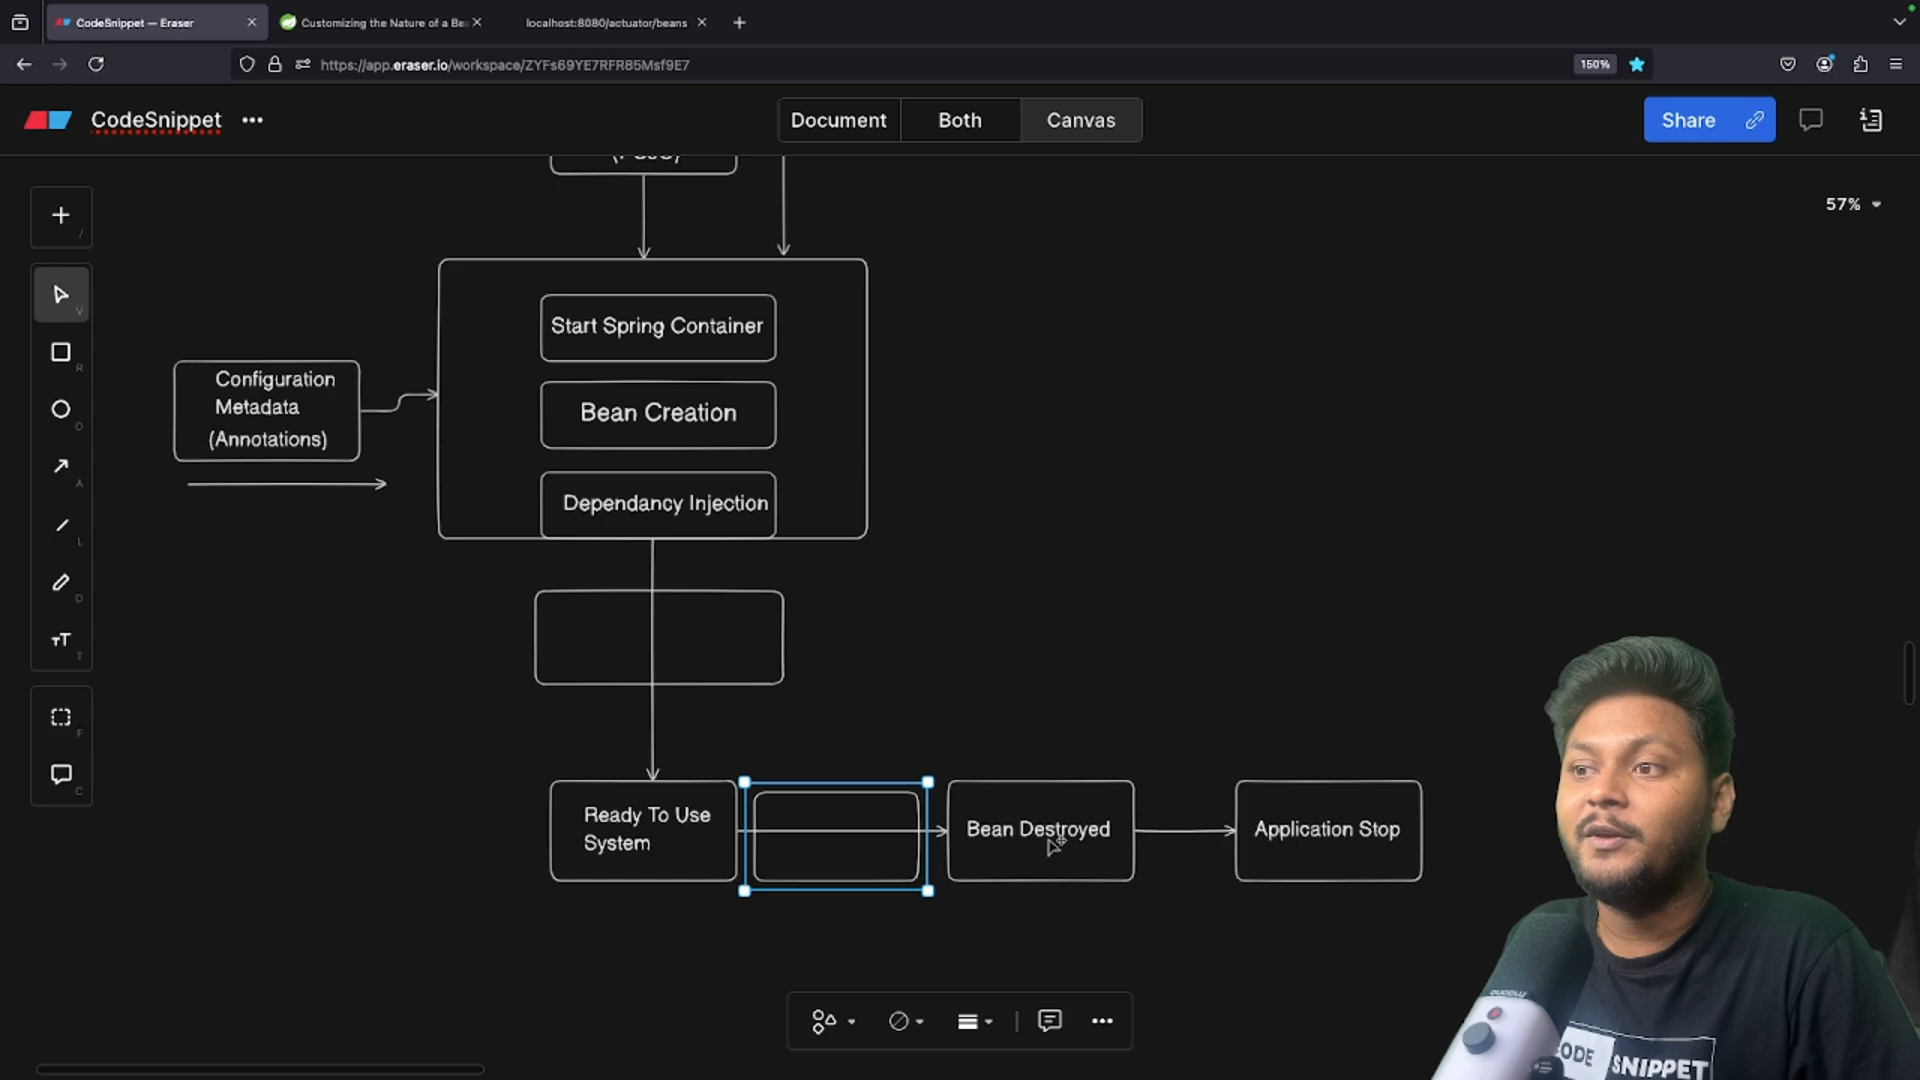 CodeSnippet — Eraser
Customizing the Nature of a Be
localhost:8080/actuator/beans
https://app.eraser.io/workspace/ZYFs69YE7RFR85Msf9E7
150%
CodeSnippet
Document
Both
Canvas
Share
57%
/
V
R
O
A
L
D
T
F
C
Start Spring Container
Bean Creation
Dependancy Injection
Configuration
Metadata
(Annotations)
Ready To Use
System
Bean Destroyed
Application Stop
CODE
SNIPPET